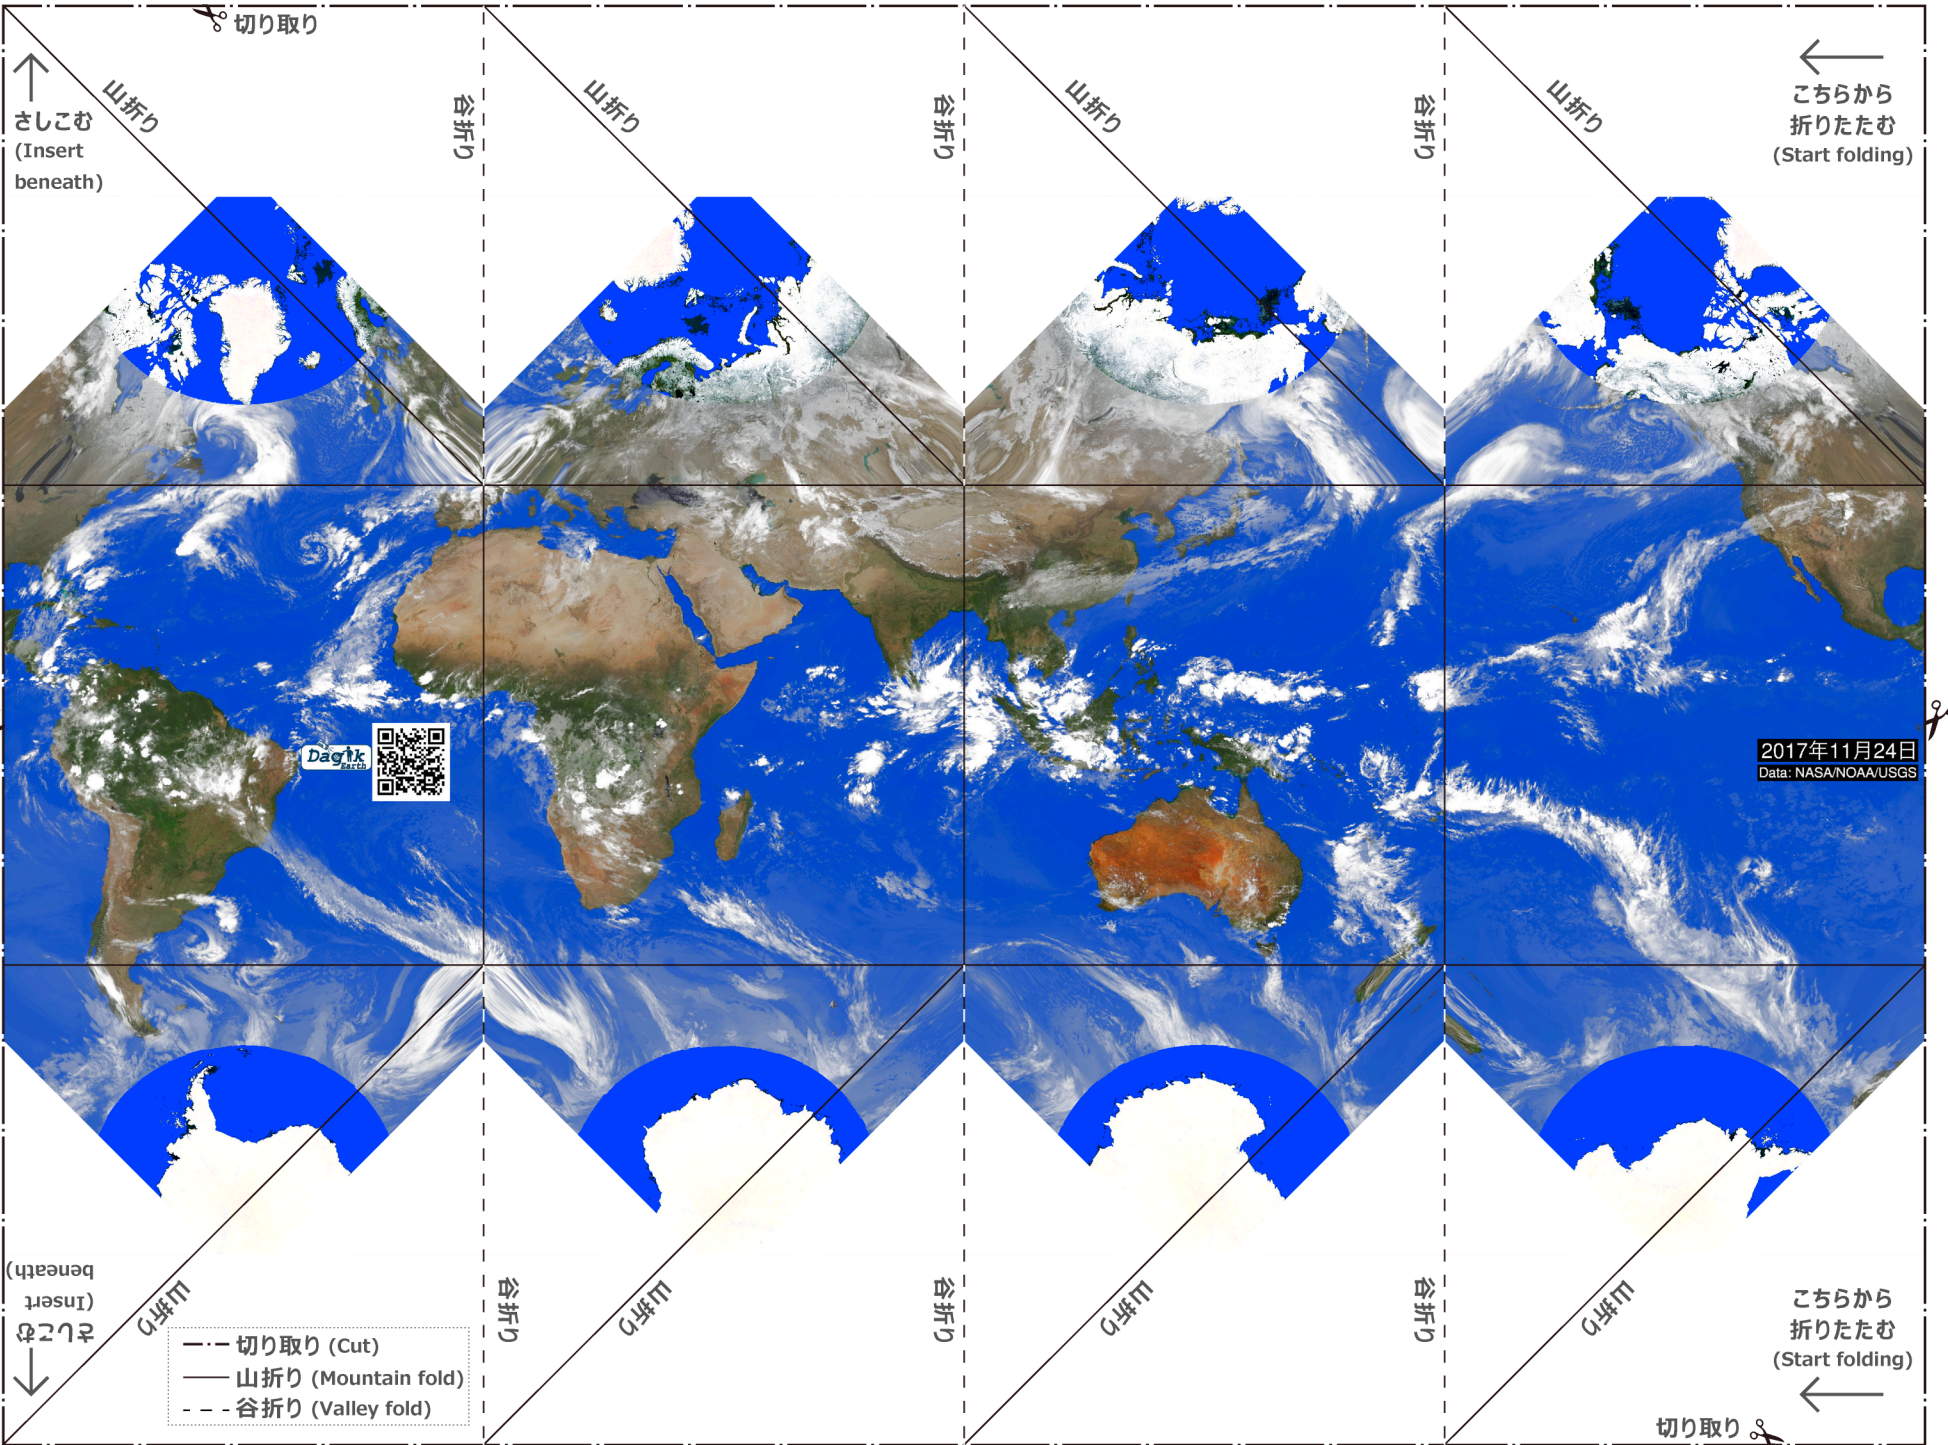 切り取り
山折り
谷折り
山折り
谷折り
山折り
谷折り
山折り
さしこむ
(Insert
beneath)
こちらから
折りたたむ
(Start folding)
Dagik
Earth
2017年11月24日
Data: NASA/NOAA/USGS
さしこむ
(Insert
beneath)
山折り
谷折り
山折り
谷折り
山折り
谷折り
山折り
こちらから
折りたたむ
(Start folding)
切り取り (Cut)
山折り (Mountain fold)
谷折り (Valley fold)
切り取り